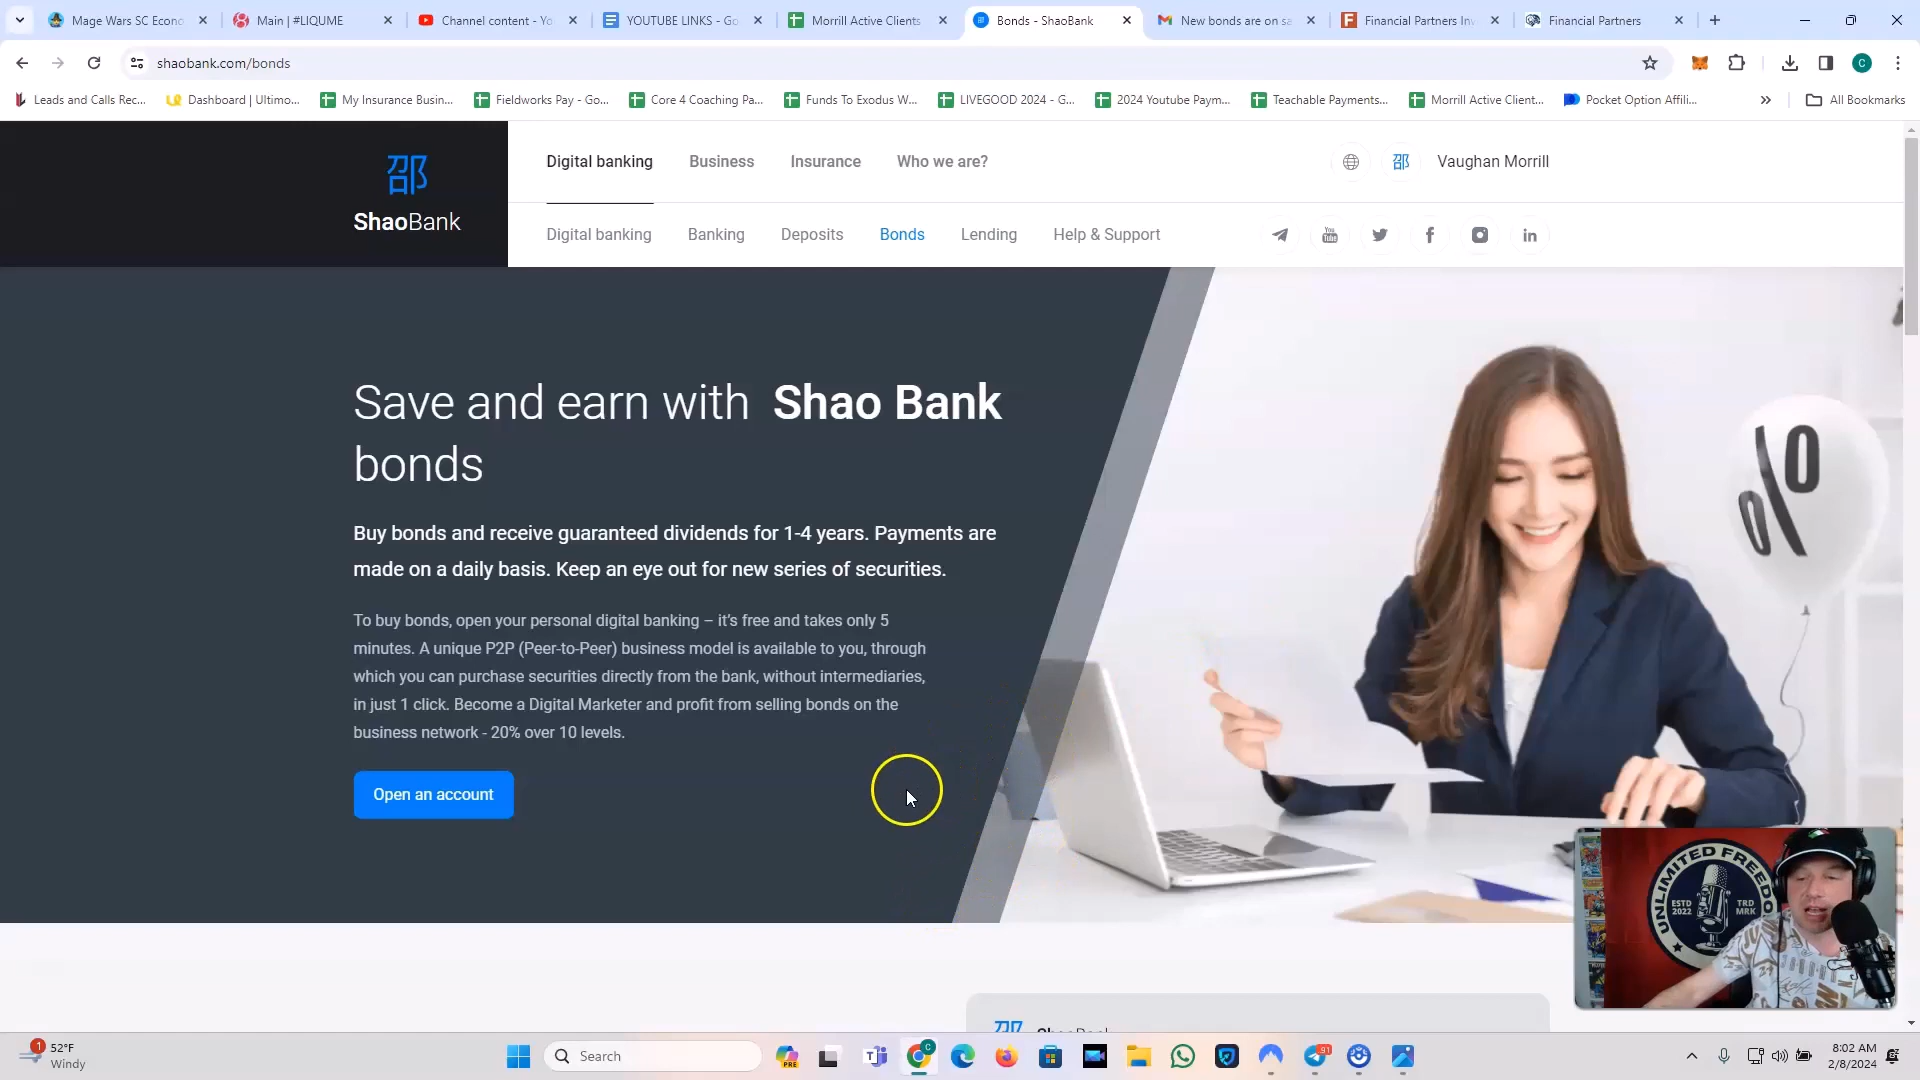 Mage Wars SC Econo
Main | #LIQUME
Channel content - Yo
YOUTUBE LINKS - Go
Morrill Active Clients
Bonds - ShaoBank
New bonds are on sa
Financial Partners Inv
Financial Partners
shaobank.com/bonds
C
Leads and Calls Rec...
Dashboard | Ultimo...
My Insurance Busin...
Fieldworks Pay - Go...
Core 4 Coaching Pa...
Funds To Exodus W...
LIVEGOOD 2024 - G...
2024 Youtube Paym...
Teachable Payments...
Morrill Active Client...
Pocket Option Affili...
All Bookmarks
邵
ShaoBank
Digital banking
Business
Insurance
Who we are?
邵
Vaughan Morrill
Digital banking
Banking
Deposits
Bonds
Lending
Help & Support
Save and earn with Shao Bank
bonds
Buy bonds and receive guaranteed dividends for 1-4 years. Payments are
made on a daily basis. Keep an eye out for new series of securities.
To buy bonds, open your personal digital banking – it's free and takes only 5
minutes. A unique P2P (Peer-to-Peer) business model is available to you, through
which you can purchase securities directly from the bank, without intermediaries,
in just 1 click. Become a Digital Marketer and profit from selling bonds on the
business network - 20% over 10 levels.
Open an account
%
UNLIMITED FREEDO
ESTD
2022
TRD
MRK
1
52°F
Windy
Search
PRE
C
91
8:02 AM
2/8/2024